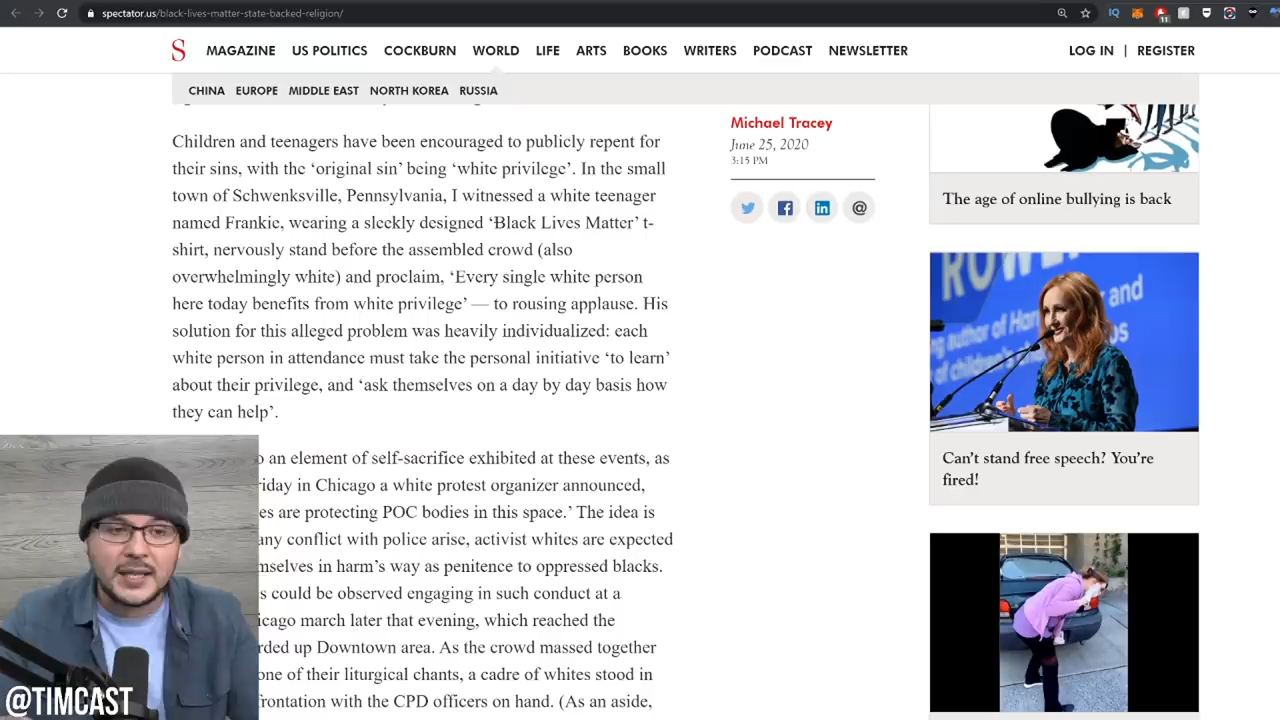 spectator.us/black-lives-matter-state-backed-religion/
11
S MAGAZINE US POLITICS COCKBURN WORLD LIFE ARTS BOOKS WRITERS PODCAST NEWSLETTER LOG IN | REGISTER
CHINA EUROPE MIDDLE EAST NORTH KOREA RUSSIA
Children and teenagers have been encouraged to publicly repent for
their sins, with the ‘original sin’ being ‘white privilege’. In the small
town of Schwenksville, Pennsylvania, I witnessed a white teenager
named Frankie, wearing a sleekly designed ‘Black Lives Matter’ t-
shirt, nervously stand before the assembled crowd (also
overwhelmingly white) and proclaim, ‘Every single white person
here today benefits from white privilege’ — to rousing applause. His
solution for this alleged problem was heavily individualized: each
white person in attendance must take the personal initiative ‘to learn’
about their privilege, and ‘ask themselves on a day by day basis how
they can help’.
an element of self-sacrifice exhibited at these events, as
in Chicago a white protest organizer announced,
are protecting POC bodies in this space.’ The idea is
any conflict with police arise, activist whites are expected
in harm’s way as penitence to oppressed blacks.
could be observed engaging in such conduct at a
march later that evening, which reached the
up Downtown area. As the crowd massed together
of their liturgical chants, a cadre of whites stood in
with the CPD officers on hand. (As an aside,
Michael Tracey
June 25, 2020
3:15 PM
The age of online bullying is back
author of Har
and
Can’t stand free speech? You’re
fired!
@TIMCAST